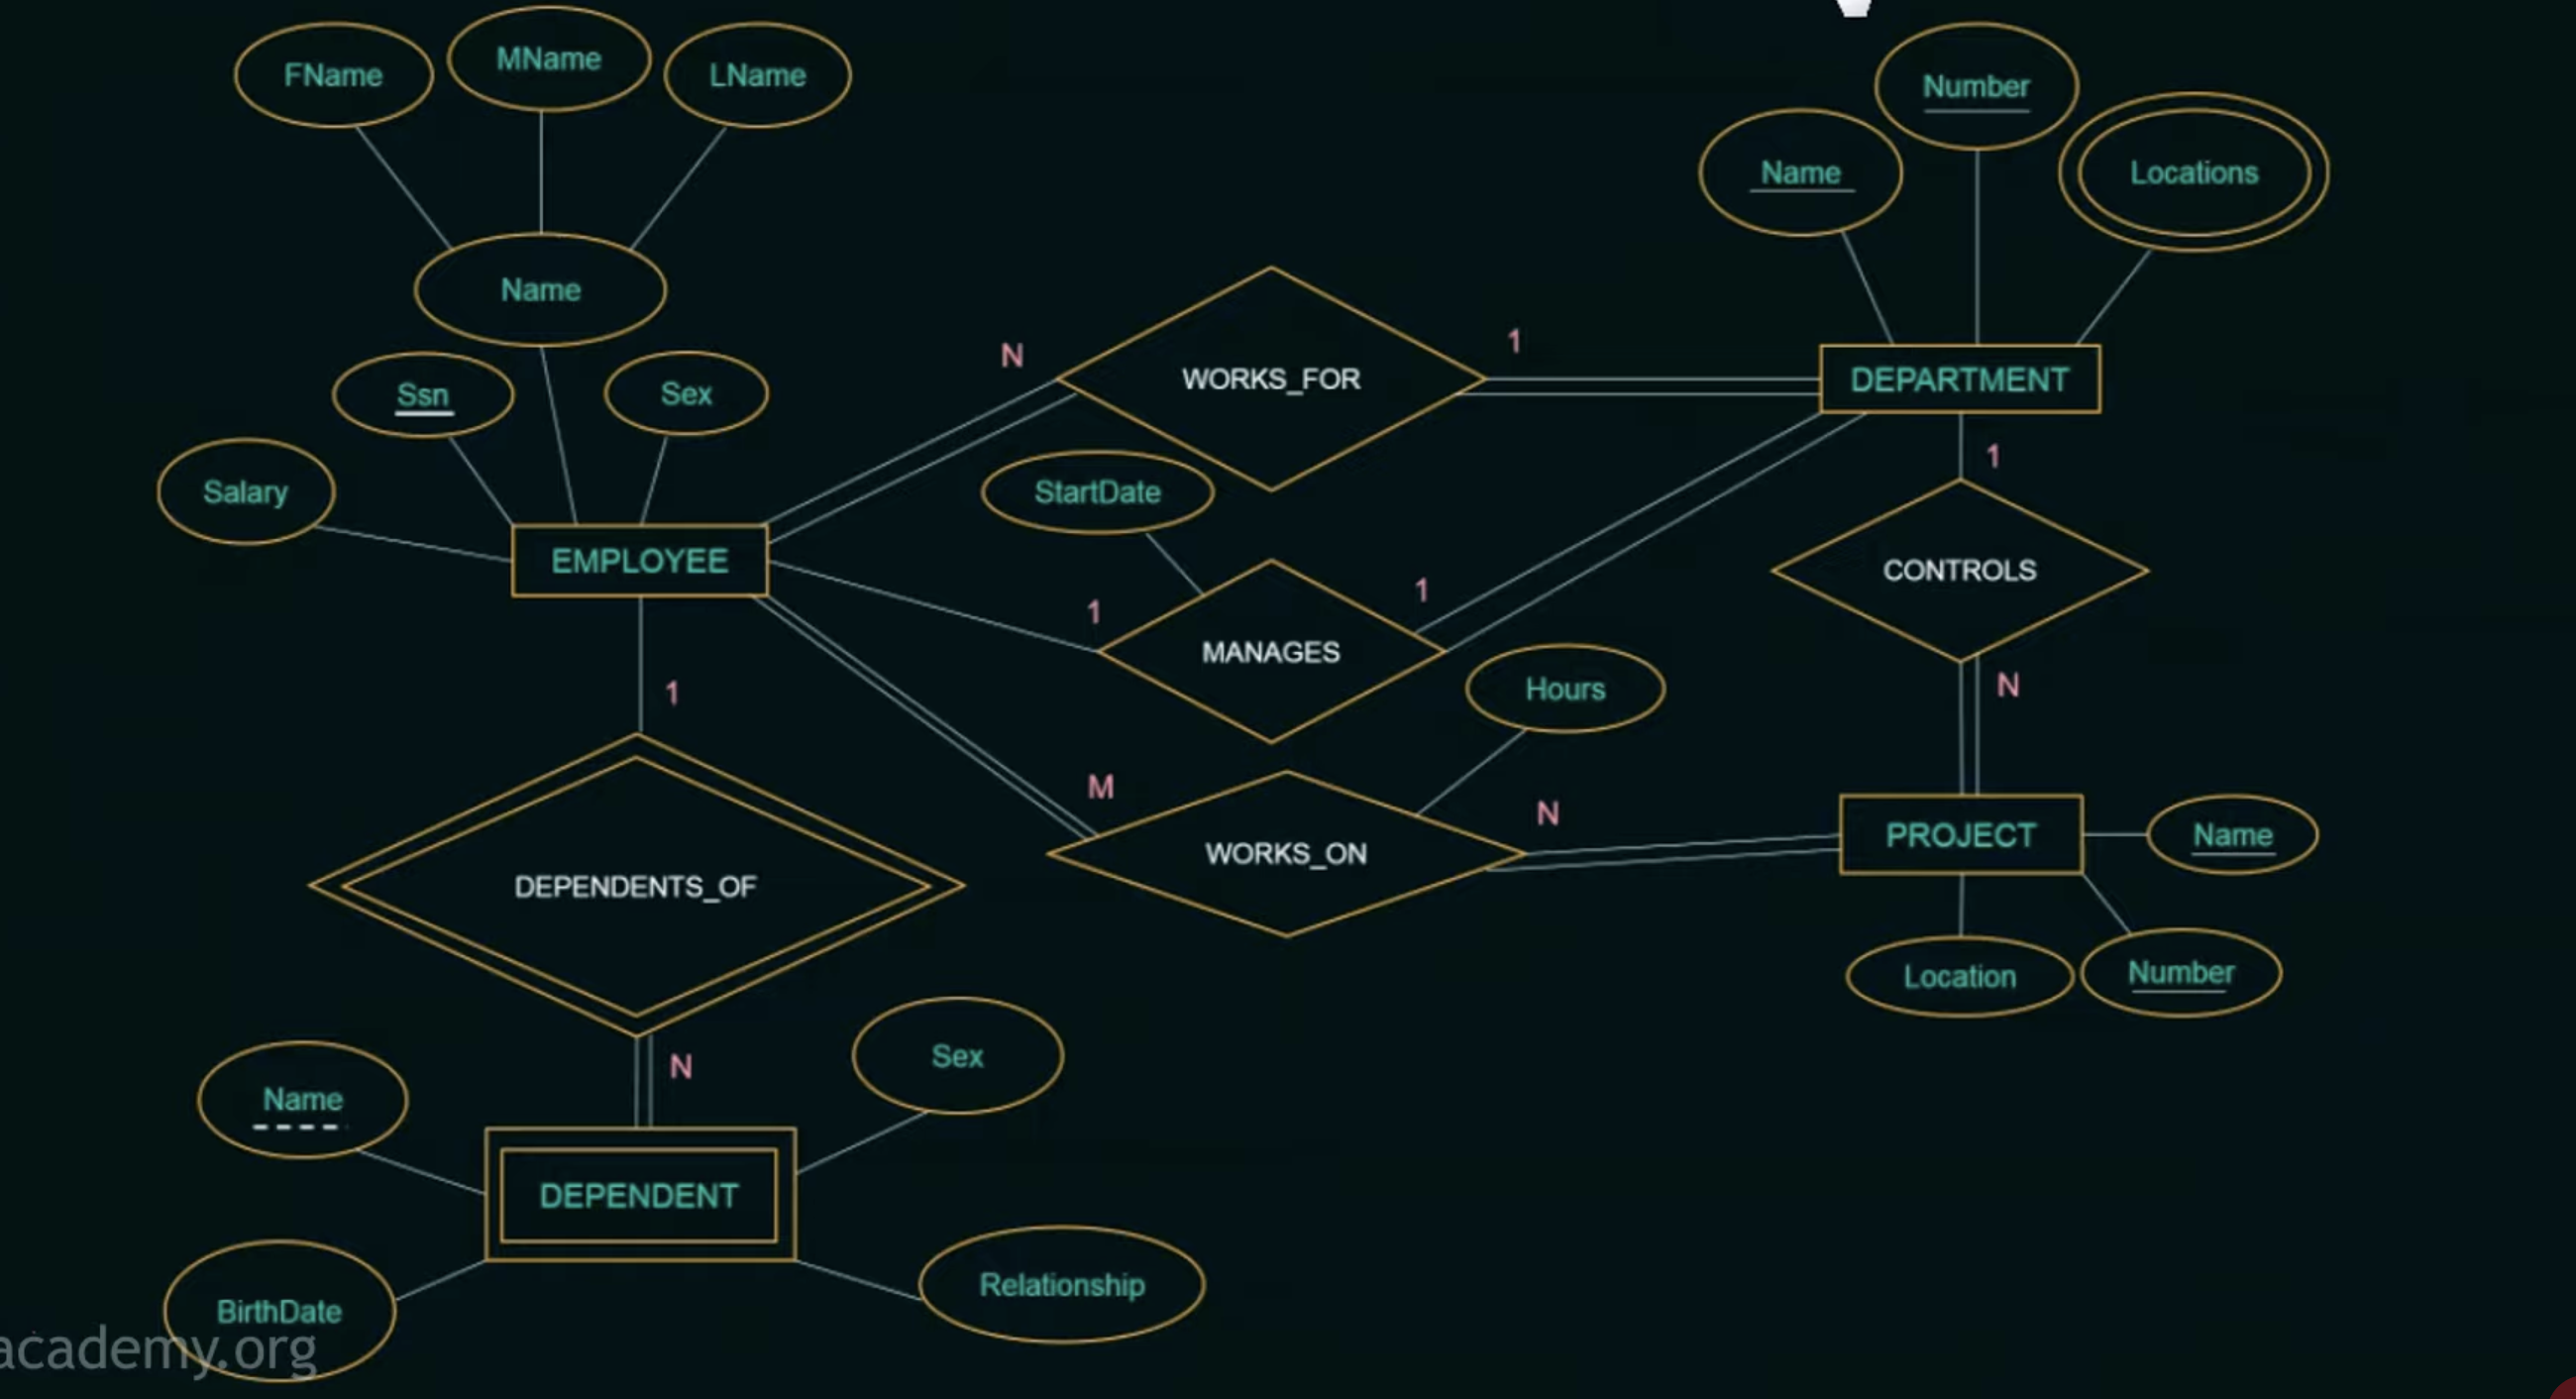 FName
MName
LName
Number
Name
Locations
Name
Ssn
Sex
Salary
N
WORKS_FOR
1
DEPARTMENT
StartDate
1
EMPLOYEE
CONTROLS
1
1
MANAGES
Hours
N
1
M
N
DEPENDENTS_OF
WORKS_ON
PROJECT
Name
Location
Number
N
Sex
Name
DEPENDENT
Relationship
BirthDate
academy.org